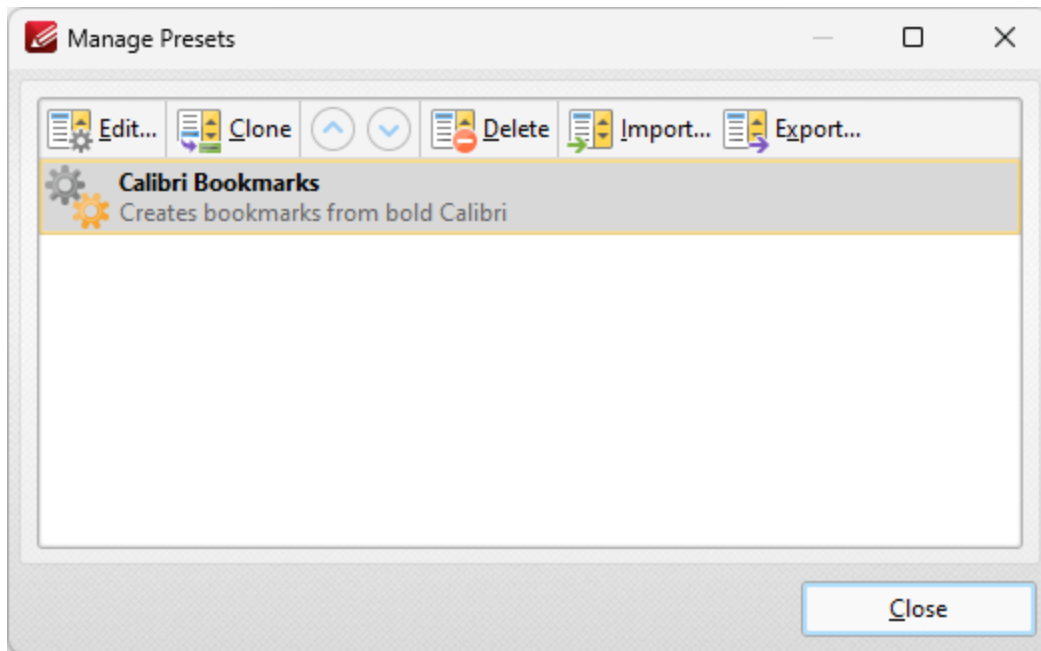 Manage Presets
Edit... Clone Delete Import... Export...
Calibri Bookmarks
Creates bookmarks from bold Calibri
Close